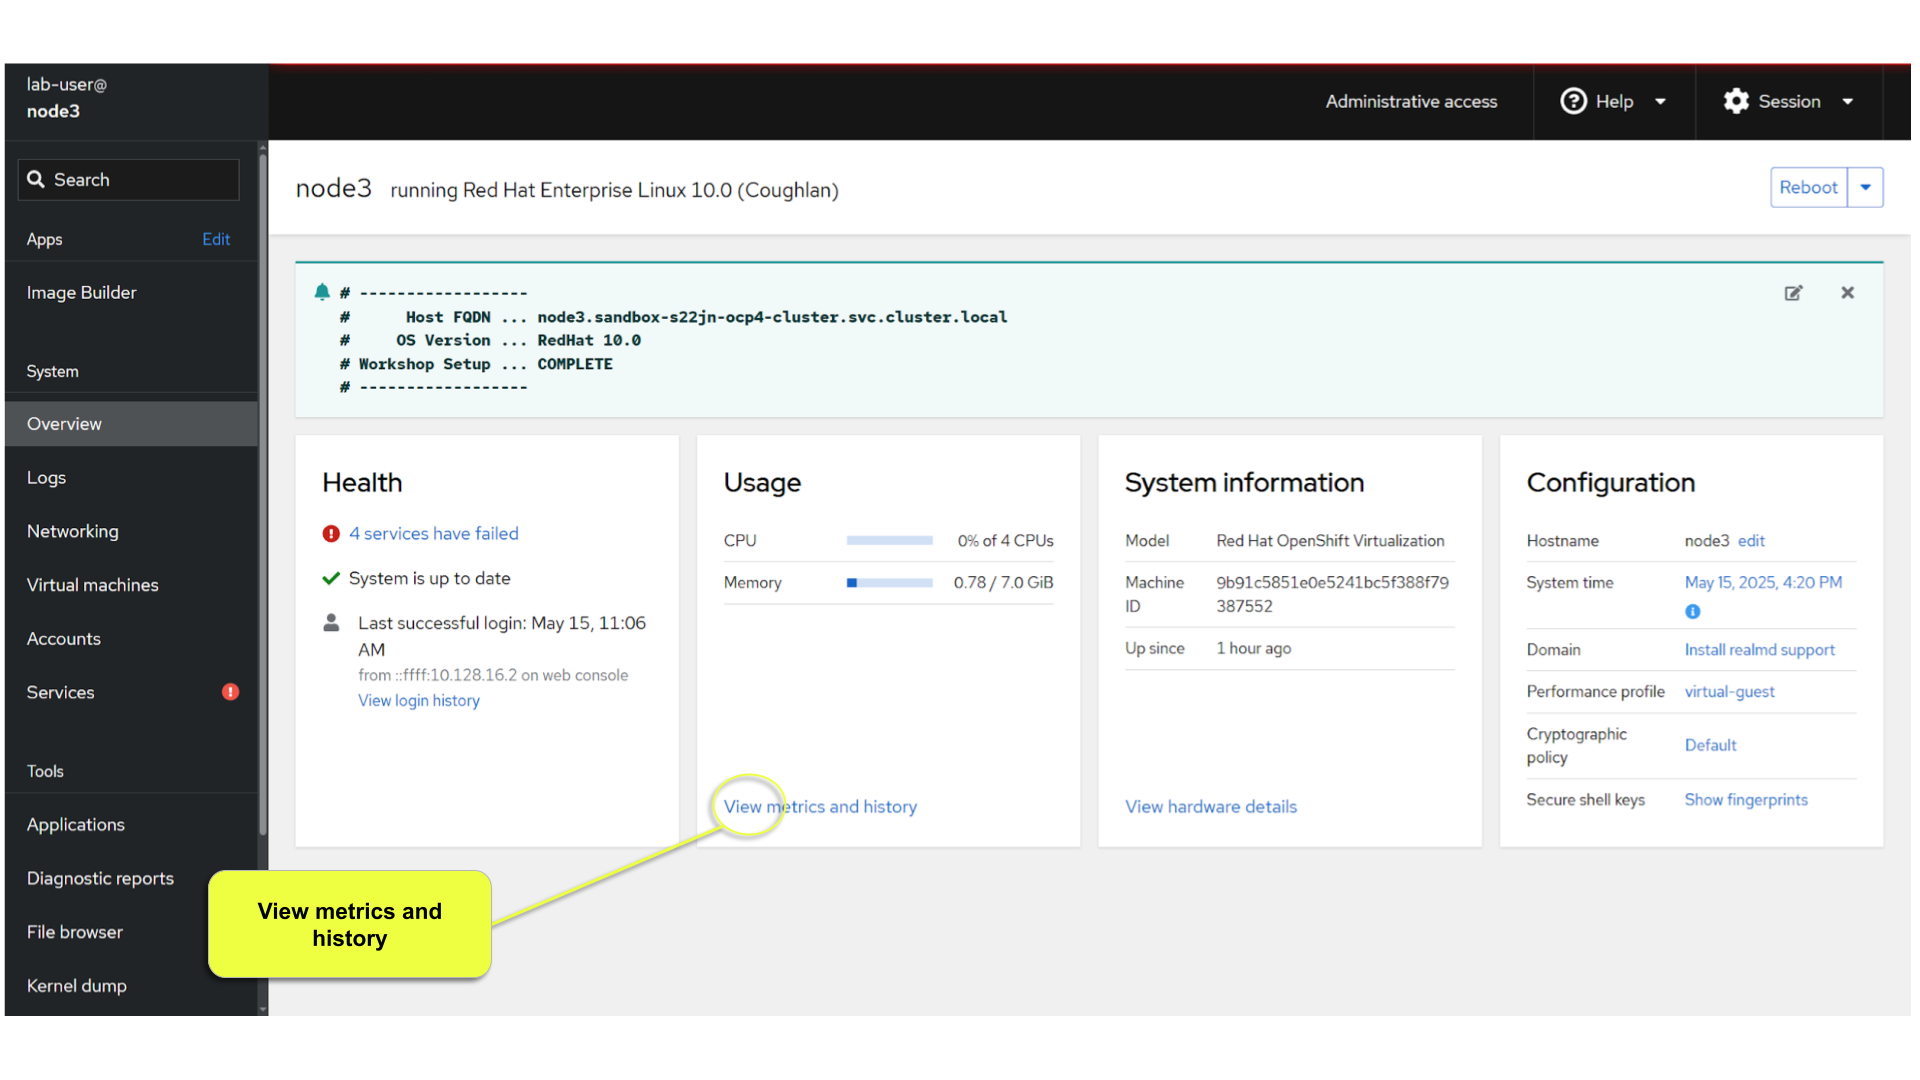 lab-user@
node3
Administrative access
Help
Session
Search
Apps
Edit
Image Builder
System
Overview
Logs
Networking
Virtual machines
Accounts
Services
Tools
Applications
Diagnostic reports
File browser
Kernel dump
node3 running Red Hat Enterprise Linux 10.0 (Coughlan)
Reboot
# ------------------
# Host FQDN ... node3.sandbox-s22jn-ocp4-cluster.svc.cluster.local
# OS Version ... RedHat 10.0
# Workshop Setup ... COMPLETE
# ------------------
Health
4 services have failed
System is up to date
Last successful login: May 15, 11:06
AM
from ::ffff:10.128.16.2 on web console
View login history
Usage
CPU 0% of 4 CPUs
Memory 0.78 / 7.0 GiB
View metrics and history
System information
Model Red Hat OpenShift Virtualization
Machine 9b91c5851e0e5241bc5f388f79
ID 387552
Up since 1 hour ago
View hardware details
Configuration
Hostname node3 edit
System time May 15, 2025, 4:20 PM
Domain Install realmd support
Performance profile virtual-guest
Cryptographic
policy
Default
Secure shell keys Show fingerprints
View metrics and
history